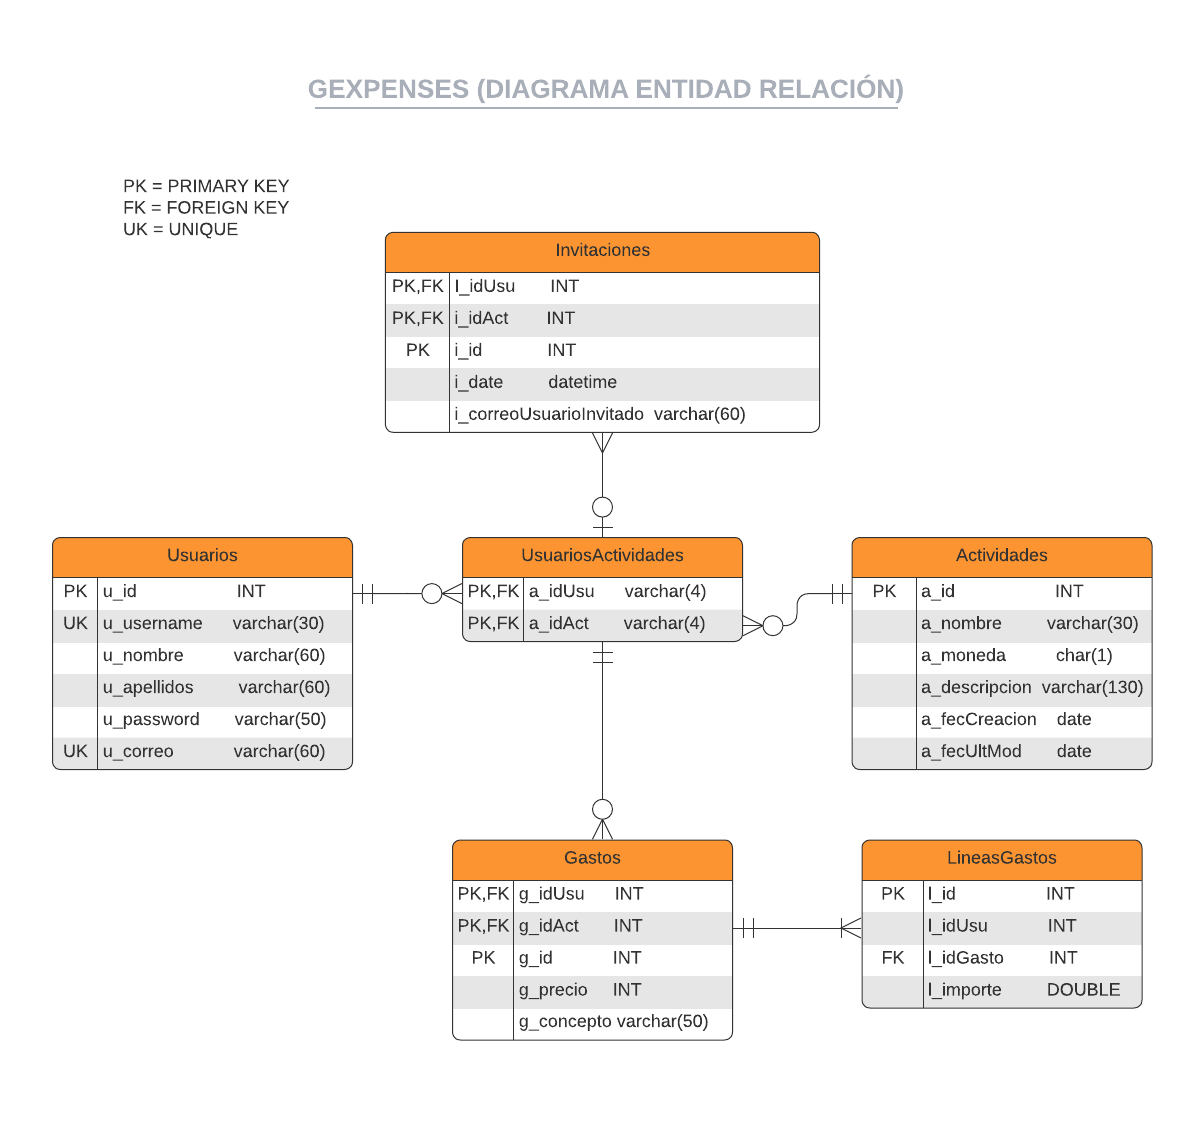 GEXPENSES (DIAGRAMA ENTIDAD RELACIÓN)
PK = PRIMARY KEY
FK = FOREIGN KEY
UK = UNIQUE
Invitaciones
PK,FK I_idUsu INT
PK,FK i_idAct INT
PK i_id INT
i_date datetime
i_correoUsuarioInvitado varchar(60)
Usuarios
PK u_id INT
UK u_username varchar(30)
u_nombre varchar(60)
u_apellidos varchar(60)
u_password varchar(50)
UK u_correo varchar(60)
UsuariosActividades
PK,FK a_idUsu varchar(4)
PK,FK a_idAct varchar(4)
Actividades
PK a_id INT
a_nombre varchar(30)
a_moneda char(1)
a_descripcion varchar(130)
a_fecCreacion date
a_fecUltMod date
Gastos
PK,FK g_idUsu INT
PK,FK g_idAct INT
PK g_id INT
g_precio INT
g_concepto varchar(50)
LineasGastos
PK l_id INT
l_idUsu INT
FK l_idGasto INT
l_importe DOUBLE